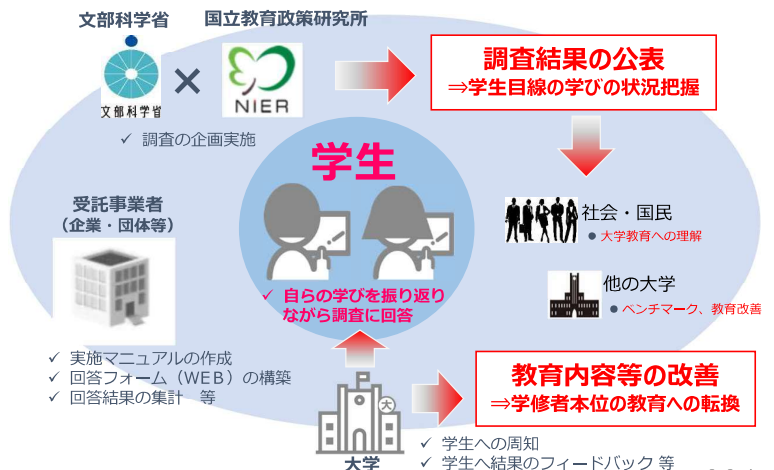 文部科学省
国立教育政策研究所
文部科学省
×
NIER
✓ 調査の企画実施
調査結果の公表
⇒学生目線の学びの状況把握
学生
✓ 自らの学びを振り返り
ながら調査に回答
受託事業者
（企業・団体等）
✓ 実施マニュアルの作成
✓ 回答フォーム（WEB）の構築
✓ 回答結果の集計　等
社会・国民
● 大学教育への理解
他の大学
● ベンチマーク、教育改善
教育内容等の改善
⇒学修者本位の教育への転換
大
大学
✓ 学生への周知
✓ 学生へ結果のフィードバック 等